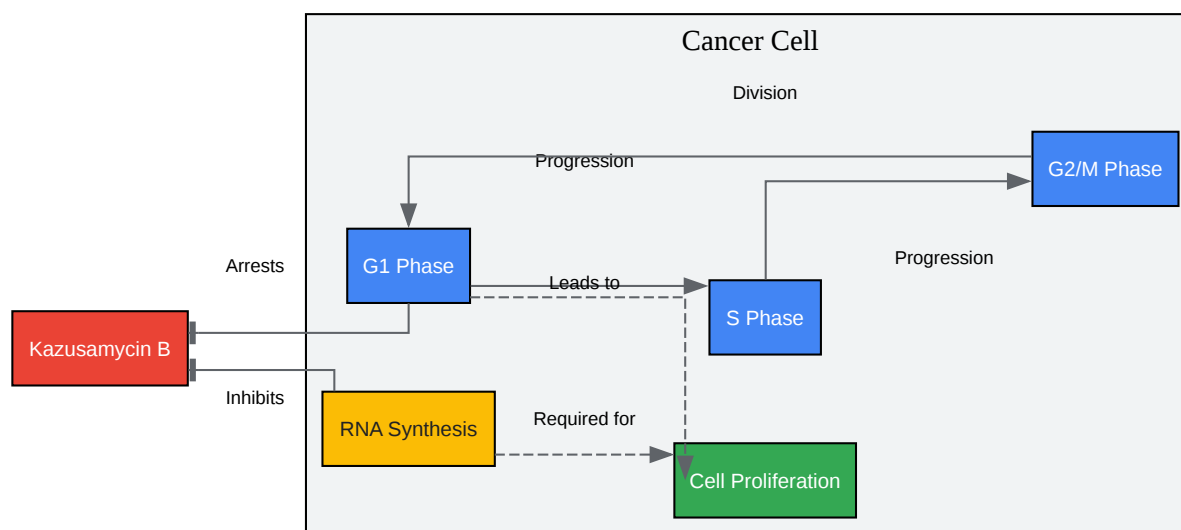 Cancer Cell
Division
Progression
G2/M Phase
G1 Phase
Arrests
Progression
Leads to
S Phase
Kazusamycin B
Inhibits
Required for
RNA Synthesis
Cell Proliferation